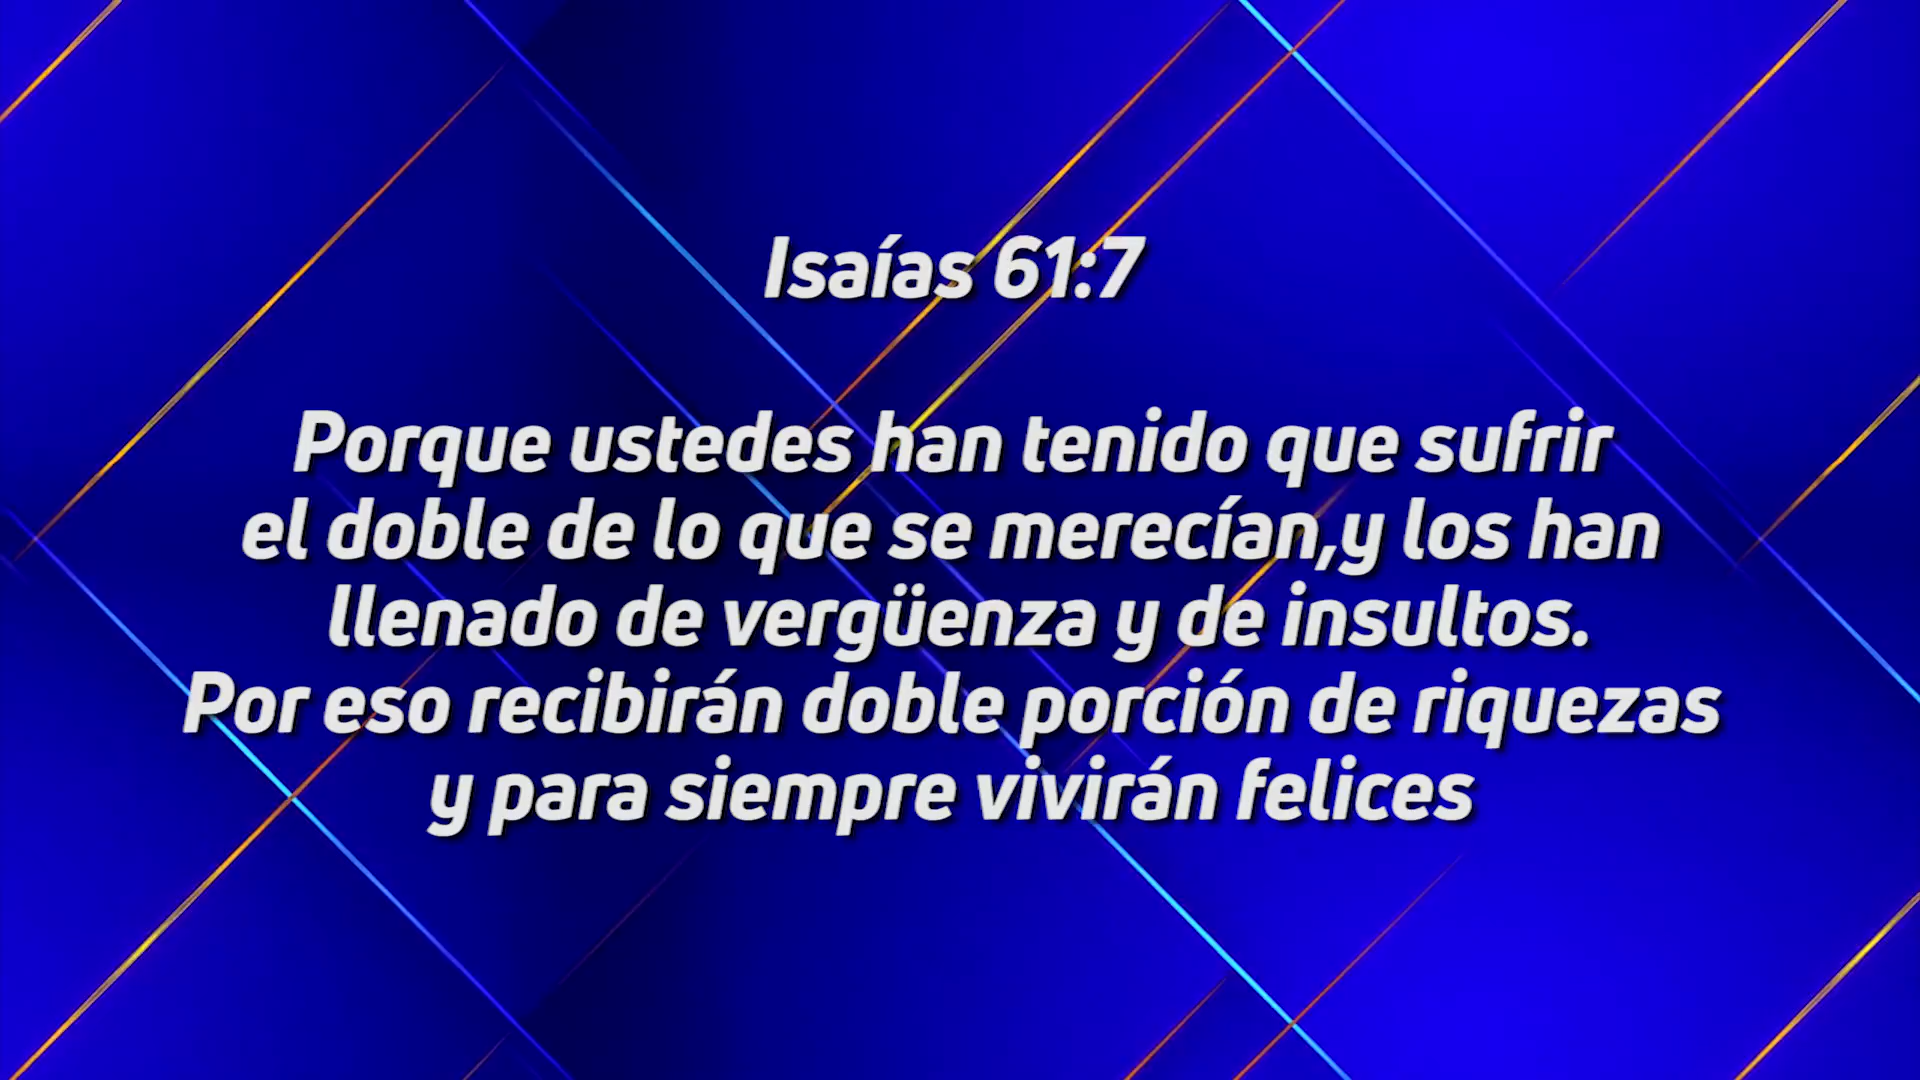 Isaías 61:7
Porque ustedes han tenido que sufrir
el doble de lo que se merecían,y los han
llenado de vergüenza y de insultos.
Por eso recibirán doble porción de riquezas
y para siempre vivirán felices